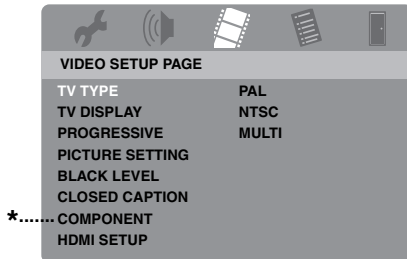 VIDEO SETUP PAGE
TV TYPE PAL
TV DISPLAY NTSC
PROGRESSIVE MULTI
PICTURE SETTING
BLACK LEVEL
CLOSED CAPTION
*....... COMPONENT
HDMI SETUP